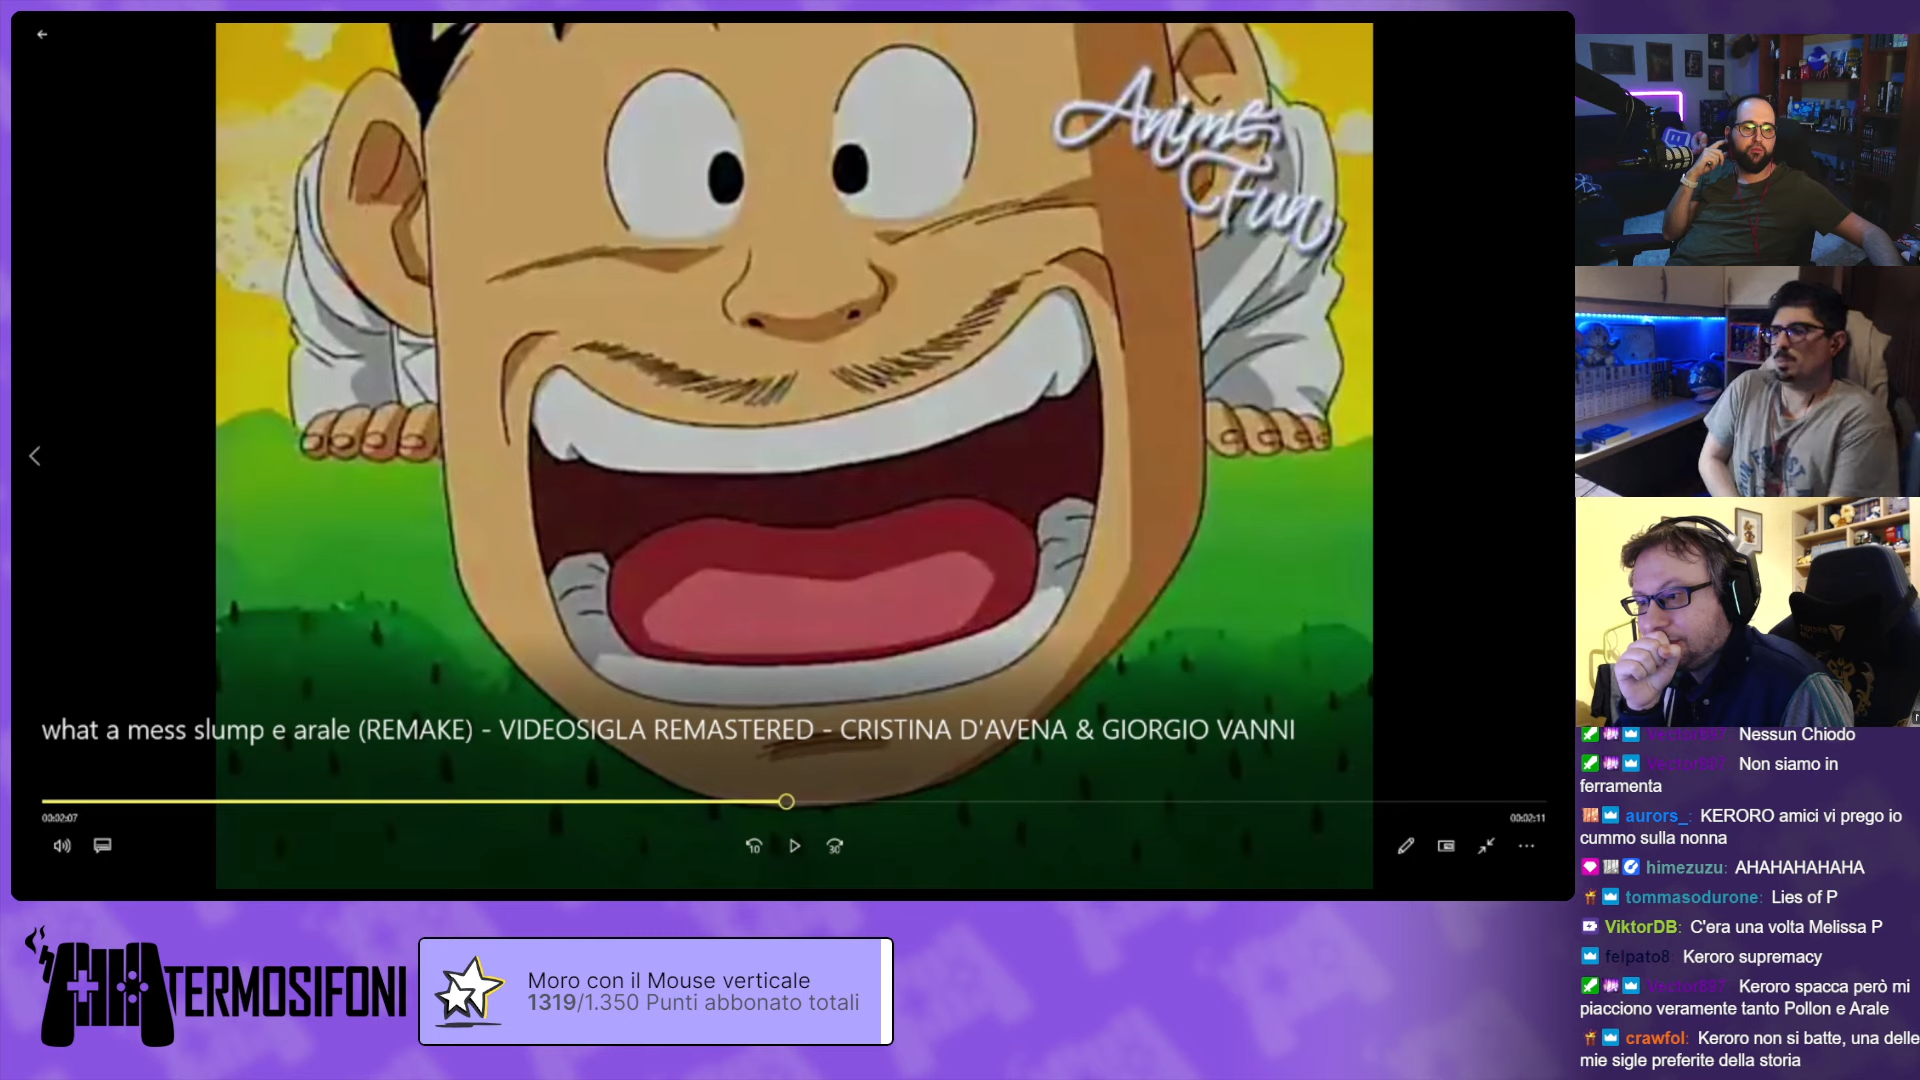 Anime
Fun
what a mess slump e arale (REMAKE) - VIDEOSIGLA REMASTERED - CRISTINA D'AVENA & GIORGIO VANNI
00:02:07
00:02:11
10
30
TERMOSIFONI
Moro con il Mouse verticale
1319/1.350 Punti abbonato totali
Nessun Chiodo
Non siamo in
ferramenta
aurors_: KERORO amici vi prego io
cummo sulla nonna
himezuzu: AHAHAHAHAHA
tommasodurone: Lies of P
ViktorDB: C'era una volta Melissa P
felpato8: Keroro supremacy
Keroro spacca però mi
piacciono veramente tanto Pollon e Arale
crawfol: Keroro non si batte, una delle
mie sigle preferite della storia